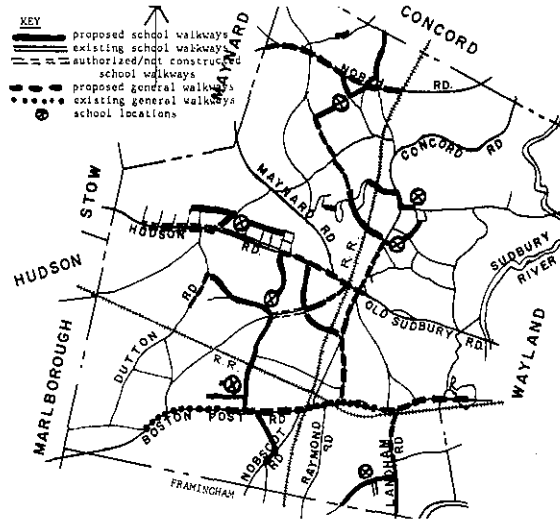 KEY
proposed school walkways
existing school walkways
authorized/not constructed
school walkways
proposed general walkways
existing general walkways
school locations
CONCORD
MAYNARD
RD.
CONCORD RD
MAYNARD RD
STOW
HUDSON RD.
R.R.
SUDBURY RIVER
HUDSON
OLD SUDBURY RD.
DUTTON RD
R.R.
WAYLAND
MARLBOROUGH
BOSTON POST RD
NOBSCOT RD
RAYMOND RD
LANDHAM RD
FRAMINGHAM